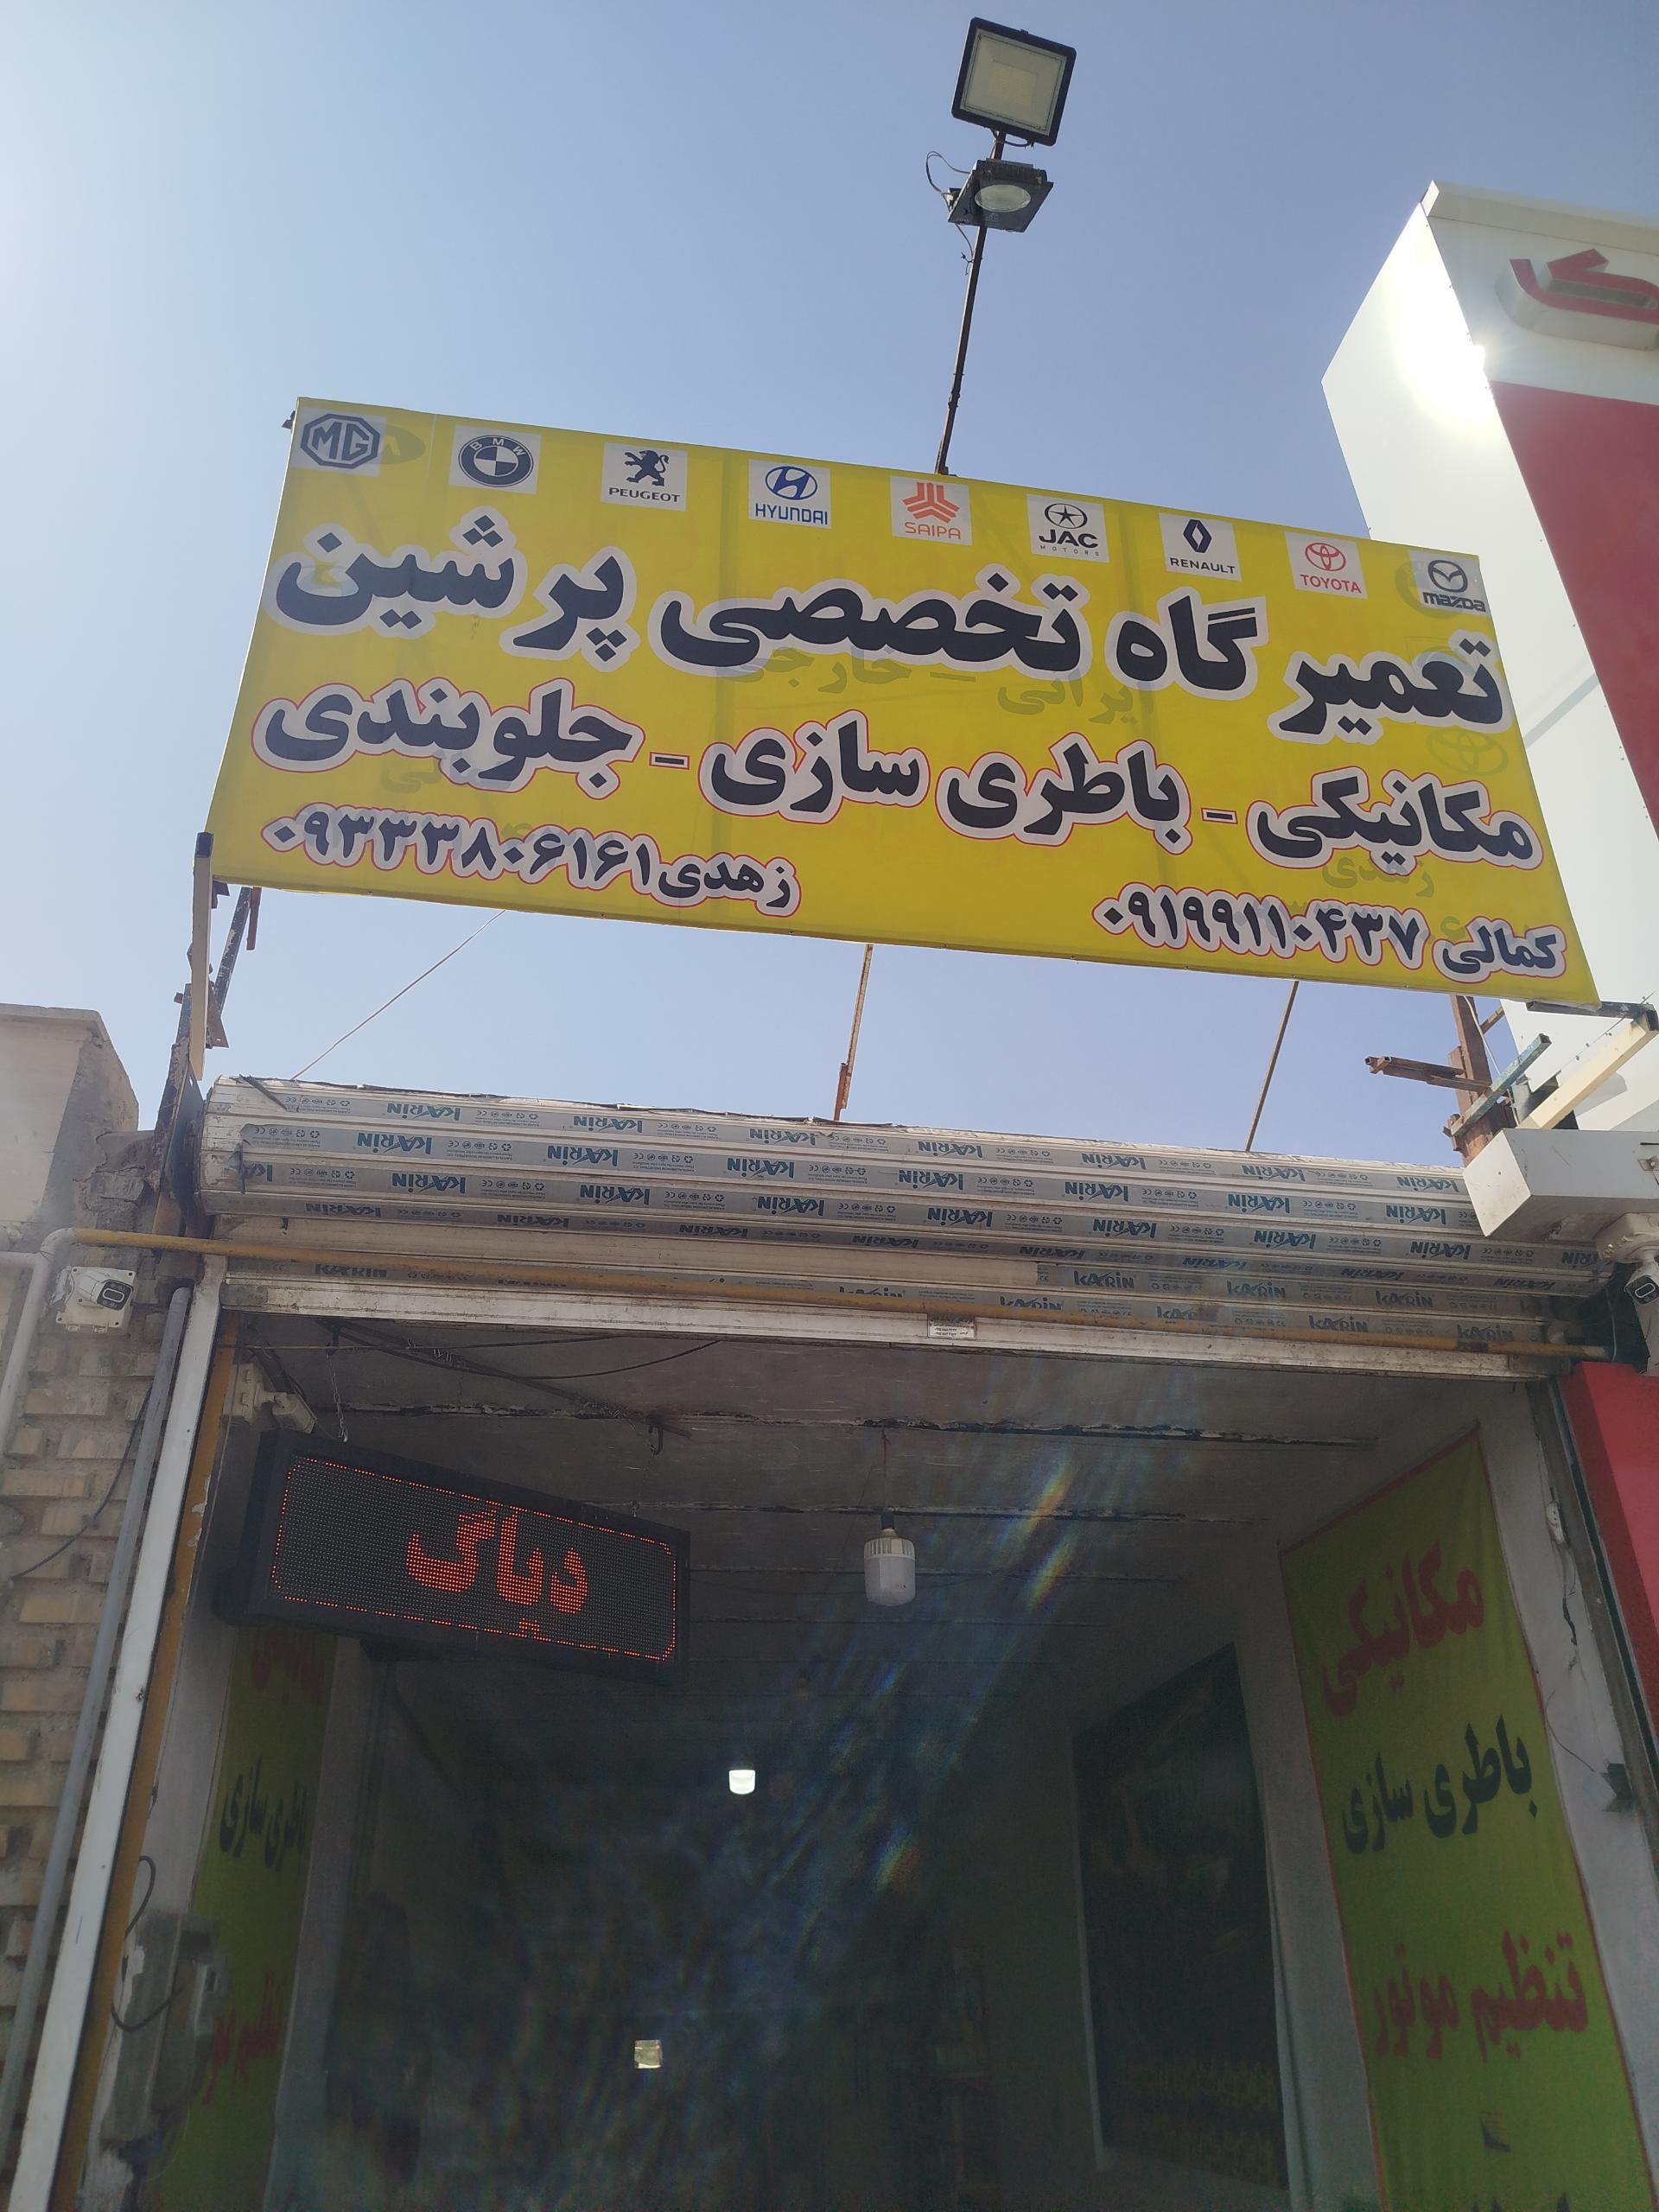 MG BMW PEUGEOT HYUNDAI SAIPA JAC MOTORS RENAULT TOYOTA mazda
تعمیر گاه تخصصی پرشین
مکانیکی - باطری سازی - جلوبندی
کمالی ۰۹۱۹۹۱۱۰۴۳۷
زهدی ۰۹۳۳۳۸۰۶۱۶۱
KARIN
دیاگ
مکانیکی
باطری سازی
تنظیم موتور
باطری سازی